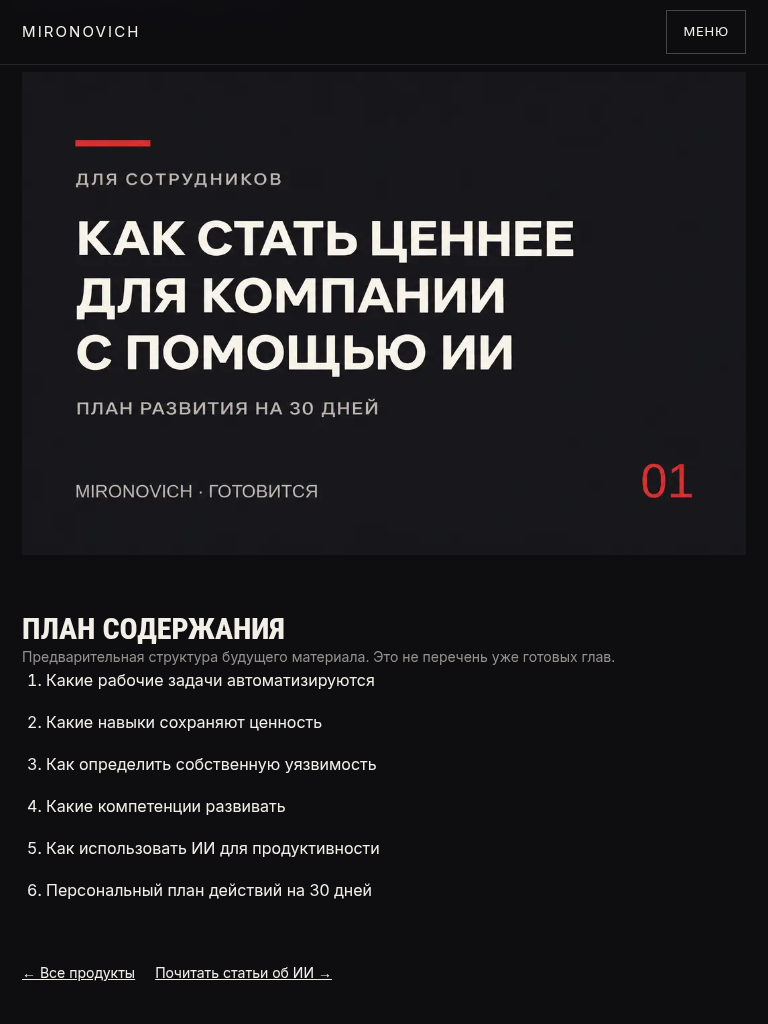 MIRONOVICH
МЕНЮ
ДЛЯ СОТРУДНИКОВ
КАК СТАТЬ ЦЕННЕЕ
ДЛЯ КОМПАНИИ
С ПОМОЩЬЮ ИИ
ПЛАН РАЗВИТИЯ НА 30 ДНЕЙ
MIRONOVICH · ГОТОВИТСЯ
01
ПЛАН СОДЕРЖАНИЯ
Предварительная структура будущего материала. Это не перечень уже готовых глав.
1. Какие рабочие задачи автоматизируются
2. Какие навыки сохраняют ценность
3. Как определить собственную уязвимость
4. Какие компетенции развивать
5. Как использовать ИИ для продуктивности
6. Персональный план действий на 30 дней
← Все продукты Почитать статьи об ИИ →